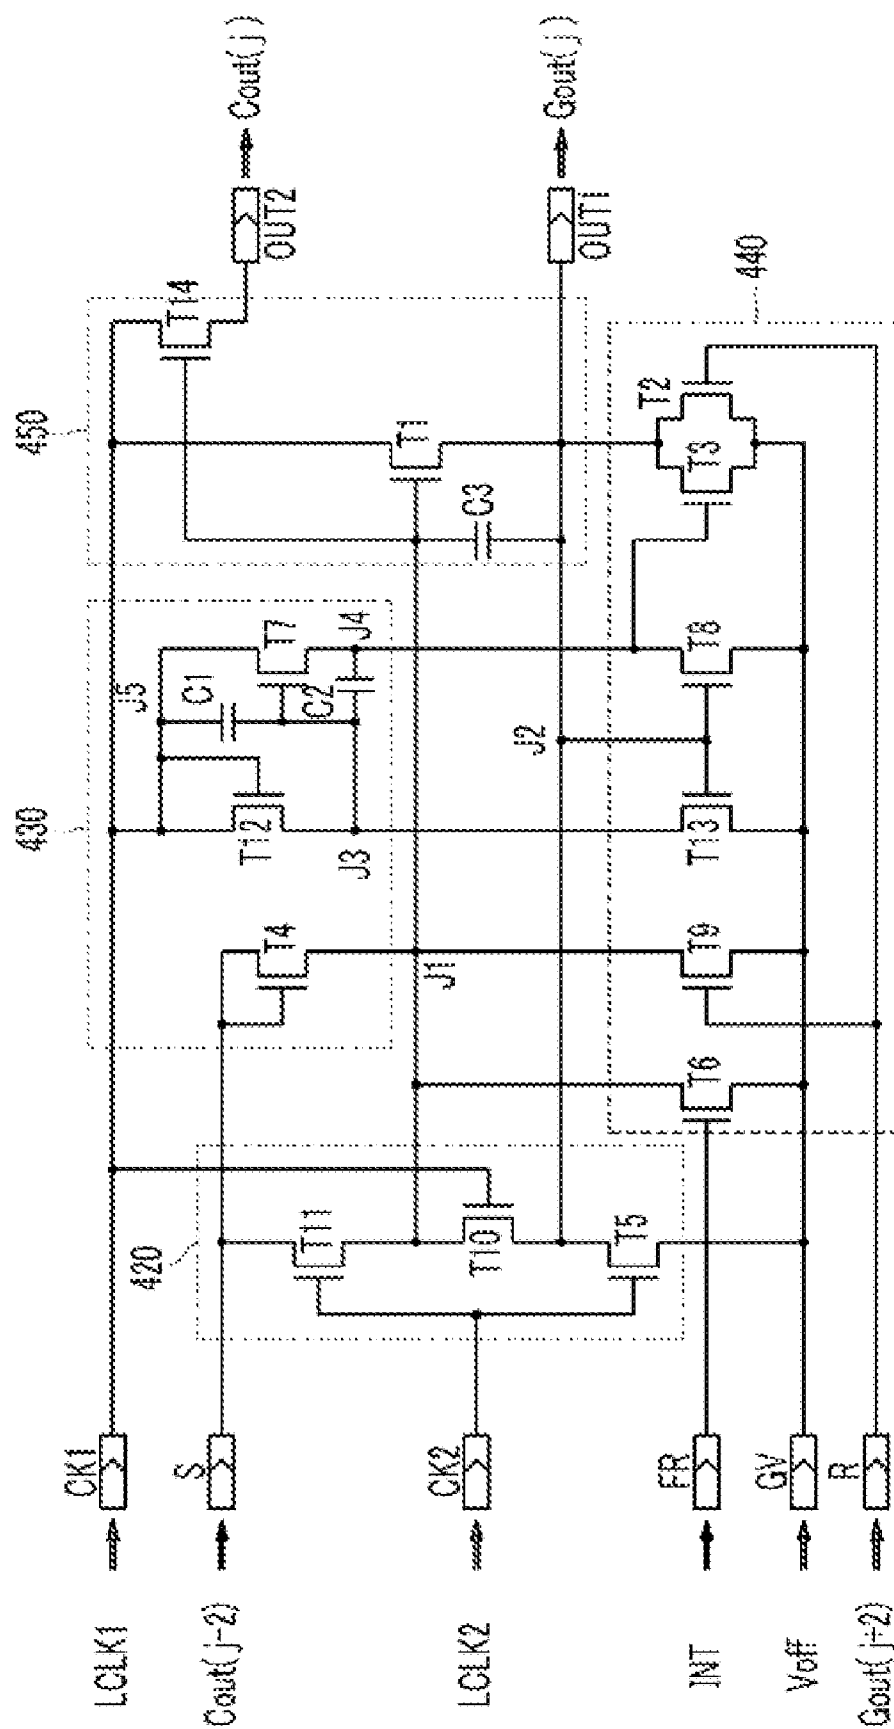 LCLK1
CK1
Cout(j-2)
S
LCLK2
CK2
INT
FR
Voff
GV
Gout(j+2)
R
420
T11
T10
T5
430
T4
T12
J3
J5
C1
T7
C2
J4
J1
J2
450
T14
T1
C3
440
T6
T9
T13
T8
T3
T2
OUT2
Cout(j)
OUT1
Gout(j)